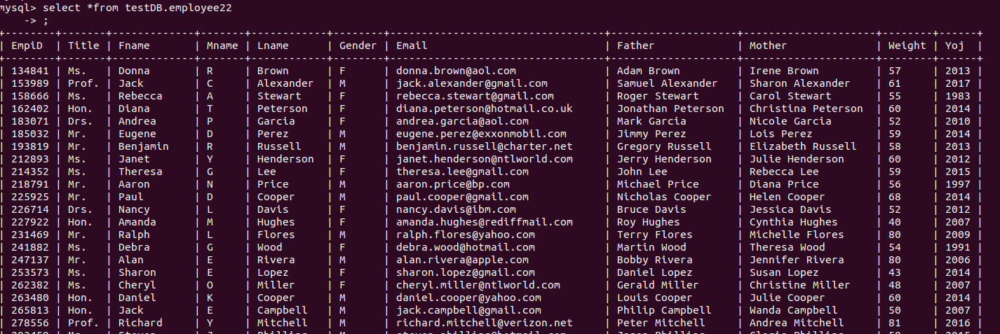 mysql> select *from testDB.employee22
-> ;
+--------+-------+-------------+-------+------------+--------+----------------------------------+--------------------+---------------------+--------+------+
| EmpiD | Title | Fname | Mname | Lname | Gender | Email | Father | Mother | Weight | Yoj |
+--------+-------+-------------+-------+------------+--------+----------------------------------+--------------------+---------------------+--------+------+
| 134841 | Ms. | Donna | R | Brown | F | donna.brown@aol.com | Adam Brown | Irene Brown | 57 | 2013 |
| 153989 | Prof. | Jack | C | Alexander | M | jack.alexander@gmail.com | Samuel Alexander | Sharon Alexander | 61 | 2017 |
| 158666 | Ms. | Rebecca | A | Stewart | F | rebecca.stewart@gmail.com | Roger Stewart | Carol Stewart | 55 | 1983 |
| 162402 | Hon. | Diana | T | Peterson | F | diana.peterson@hotmail.co.uk | Jonathan Peterson | Christina Peterson | 60 | 2014 |
| 183071 | Drs. | Andrea | P | Garcia | F | andrea.garcia@aol.com | Mark Garcia | Nicole Garcia | 52 | 2010 |
| 185032 | Mr. | Eugene | D | Perez | M | eugene.perez@exxonmobil.com | Jimmy Perez | Lois Perez | 59 | 2014 |
| 193819 | Mr. | Benjamin | R | Russell | M | benjamin.russell@charter.net | Gregory Russell | Elizabeth Russell | 58 | 2013 |
| 212893 | Ms. | Janet | Y | Henderson | F | janet.henderson@ntlworld.com | Jerry Henderson | Julie Henderson | 60 | 2012 |
| 214352 | Ms. | Theresa | G | Lee | F | theresa.lee@gmail.com | John Lee | Rebecca Lee | 59 | 2015 |
| 218791 | Mr. | Aaron | N | Price | M | aaron.price@bp.com | Michael Price | Diana Price | 56 | 1997 |
| 225925 | Mr. | Paul | D | Cooper | M | paul.cooper@gmail.com | Nicholas Cooper | Helen Cooper | 68 | 2014 |
| 226714 | Drs. | Nancy | L | Davis | F | nancy.davis@ibm.com | Bruce Davis | Jessica Davis | 52 | 2012 |
| 227922 | Hon. | Amanda | M | Hughes | F | amanda.hughes@rediffmail.com | Roy Hughes | Cynthia Hughes | 40 | 2007 |
| 231469 | Mr. | Ralph | L | Flores | M | ralph.flores@yahoo.com | Terry Flores | Michelle Flores | 80 | 2009 |
| 241882 | Ms. | Debra | G | Wood | F | debra.wood@hotmail.com | Martin Wood | Theresa Wood | 54 | 1991 |
| 247137 | Mr. | Alan | E | Rivera | M | alan.rivera@apple.com | Bobby Rivera | Jennifer Rivera | 80 | 2006 |
| 253573 | Ms. | Sharon | E | Lopez | F | sharon.lopez@gmail.com | Daniel Lopez | Susan Lopez | 43 | 2014 |
| 262382 | Ms. | Cheryl | O | Miller | F | cheryl.miller@ntlworld.com | Gerald Miller | Christine Miller | 48 | 2007 |
| 263480 | Hon. | Daniel | K | Cooper | M | daniel.cooper@yahoo.com | Louis Cooper | Julie Cooper | 60 | 2014 |
| 265813 | Hon. | Jack | E | Campbell | M | jack.campbell@gmail.com | Philip Campbell | Wanda Campbell | 50 | 2007 |
| 278556 | Prof. | Richard | Y | Mitchell | M | richard.mitchell@verizon.net | Peter Mitchell | Andrea Mitchell | 81 | 2016 |